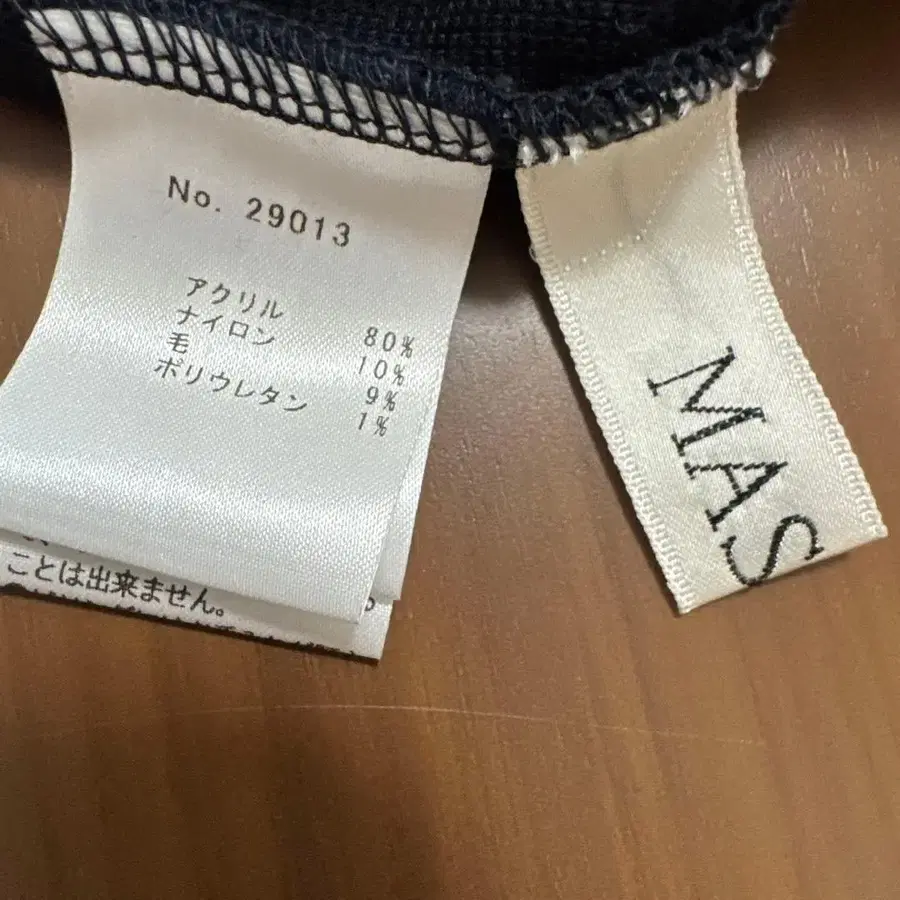 No. 29013
アクリル 80%
ナイロン 10%
毛 9%
ポリウレタン 1%
ことは出来ません。
MAS